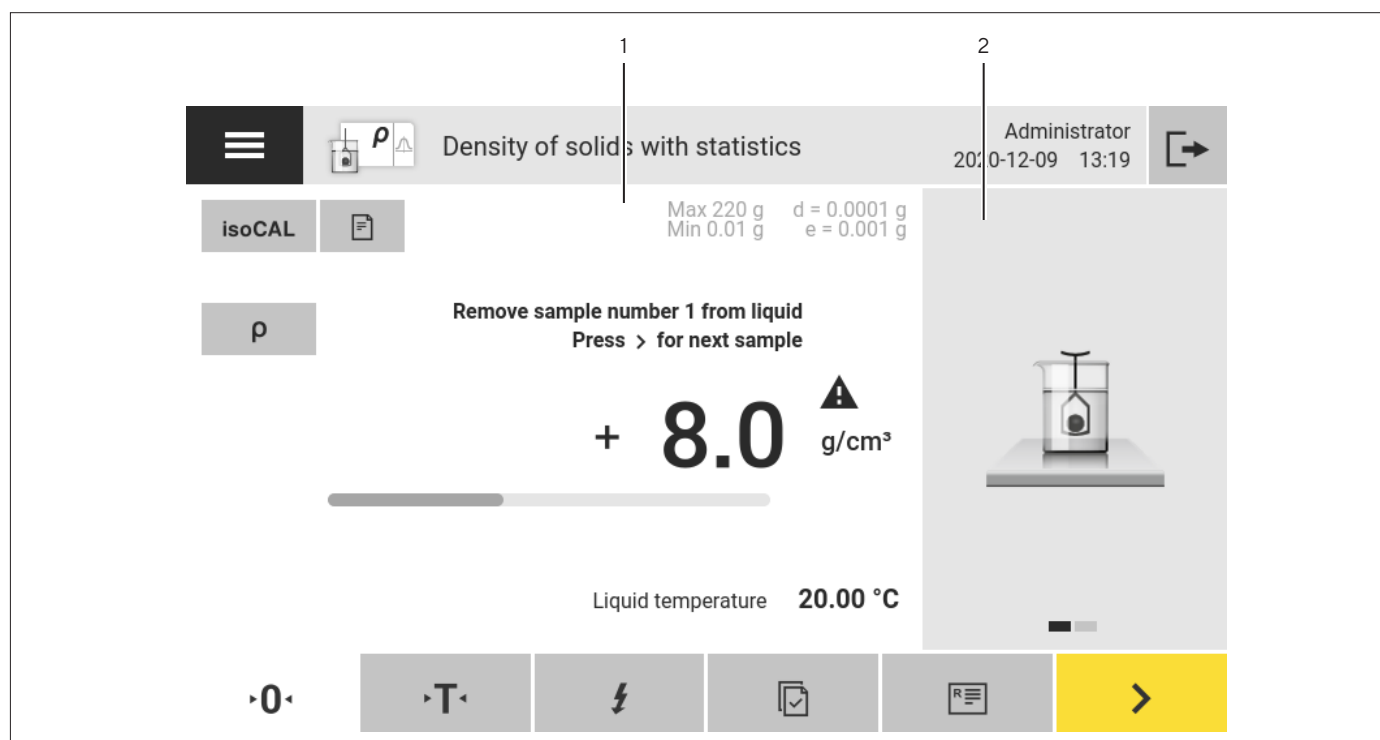 1 2
ρ Density of solids with statistics
Administrator
2020-12-09 13:19
isoCAL
Max 220 g d = 0.0001 g
Min 0.01 g e = 0.001 g
ρ
Remove sample number 1 from liquid
Press > for next sample
+ 8.0 g/cm³
Liquid temperature 20.00 °C
0 T R >